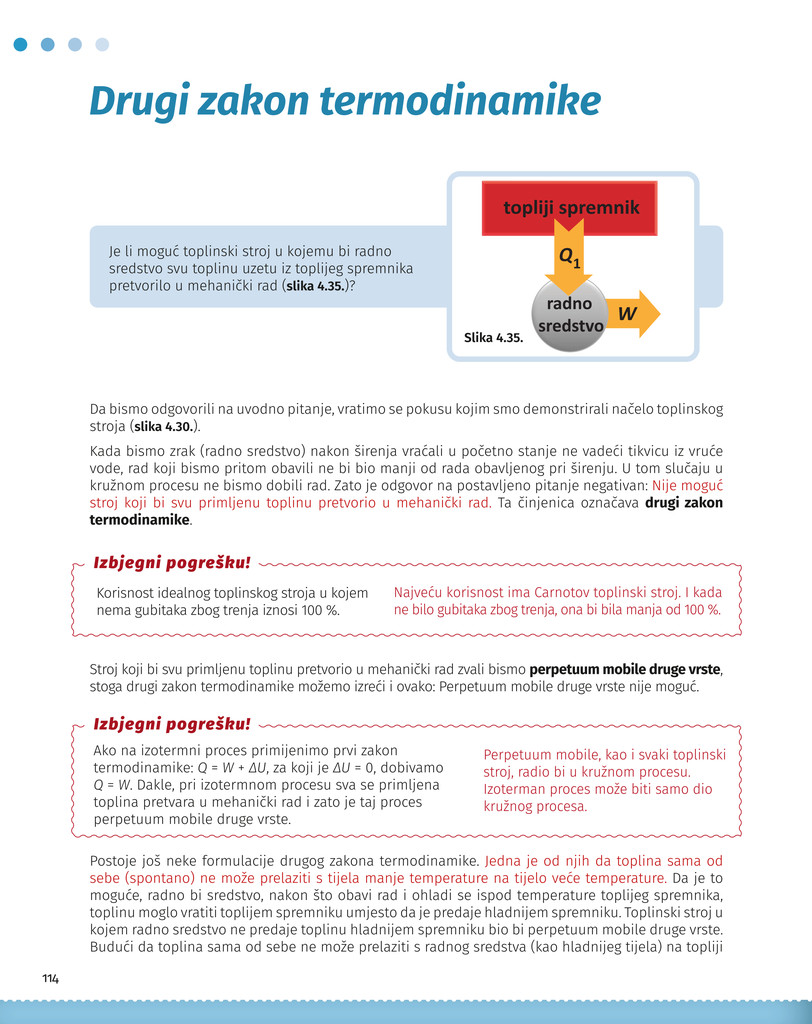 Drugi zakon termodinamike
Je li moguć toplinski stroj u kojemu bi radno
sredstvo svu toplinu uzetu iz toplijeg spremnika
pretvorilo u mehanički rad (slika 4.35.)?
topliji spremnik
Q1
radno
sredstvo
W
Slika 4.35.
Da bismo odgovorili na uvodno pitanje, vratimo se pokusu kojim smo demonstrirali načelo toplinskog
stroja (slika 4.30.).
Kada bismo zrak (radno sredstvo) nakon širenja vraćali u početno stanje ne vadeći tikvicu iz vruće
vode, rad koji bismo pritom obavili ne bi bio manji od rada obavljenog pri širenju. U tom slučaju u
kružnom procesu ne bismo dobili rad. Zato je odgovor na postavljeno pitanje negativan: Nije moguć
stroj koji bi svu primljenu toplinu pretvorio u mehanički rad. Ta činjenica označava drugi zakon
termodinamike.
Izbjegni pogrešku!
Korisnost idealnog toplinskog stroja u kojem
nema gubitaka zbog trenja iznosi 100 %.
Najveću korisnost ima Carnotov toplinski stroj. I kada
ne bilo gubitaka zbog trenja, ona bi bila manja od 100 %.
Stroj koji bi svu primljenu toplinu pretvorio u mehanički rad zvali bismo perpetuum mobile druge vrste,
stoga drugi zakon termodinamike možemo izreći i ovako: Perpetuum mobile druge vrste nije moguć.
Izbjegni pogrešku!
Ako na izotermni proces primijenimo prvi zakon
termodinamike: Q = W + ΔU, za koji je ΔU = 0, dobivamo
Q = W. Dakle, pri izotermnom procesu sva se primljena
toplina pretvara u mehanički rad i zato je taj proces
perpetuum mobile druge vrste.
Perpetuum mobile, kao i svaki toplinski
stroj, radio bi u kružnom procesu.
Izoterman proces može biti samo dio
kružnog procesa.
Postoje još neke formulacije drugog zakona termodinamike. Jedna je od njih da toplina sama od
sebe (spontano) ne može prelaziti s tijela manje temperature na tijelo veće temperature. Da je to
moguće, radno bi sredstvo, nakon što obavi rad i ohladi se ispod temperature toplijeg spremnika,
toplinu moglo vratiti toplijem spremniku umjesto da je predaje hladnijem spremniku. Toplinski stroj u
kojem radno sredstvo ne predaje toplinu hladnijem spremniku bio bi perpetuum mobile druge vrste.
Budući da toplina sama od sebe ne može prelaziti s radnog sredstva (kao hladnijeg tijela) na topliji
114